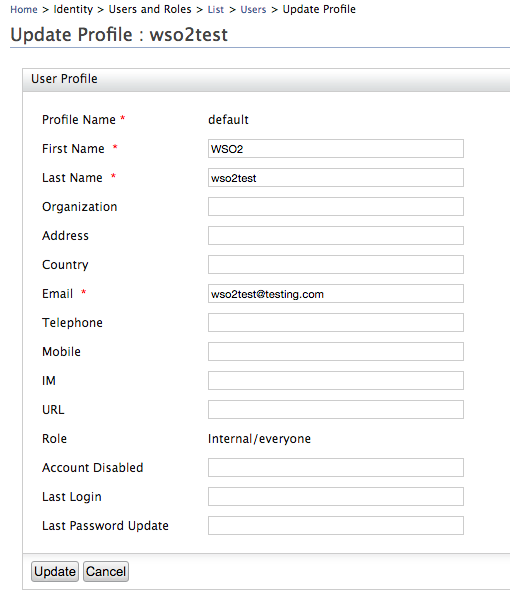 Home > Identity > Users and Roles > List > Users > Update Profile
Update Profile : wso2test
User Profile
Profile Name * default
First Name * WSO2
Last Name * wso2test
Organization
Address
Country
Email * wso2test@testing.com
Telephone
Mobile
IM
URL
Role Internal/everyone
Account Disabled
Last Login
Last Password Update
Update Cancel